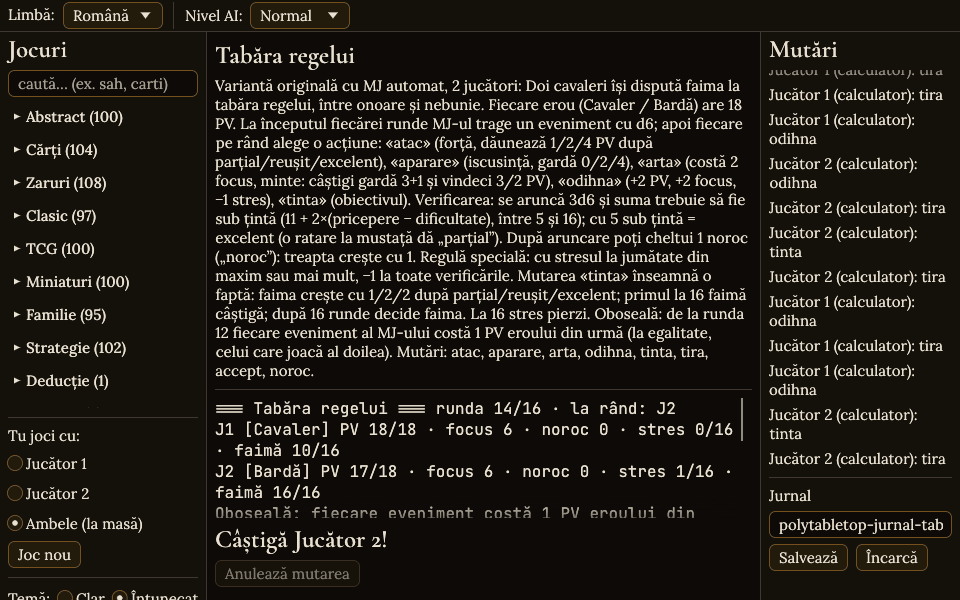 Limbă: Română ▼ Nivel AI: Normal ▼
Jocuri
caută... (ex. sah, carti)
▸ Abstract (100)
▸ Cărți (104)
▸ Zaruri (108)
▸ Clasic (97)
▸ TCG (100)
▸ Miniaturi (100)
▸ Familie (95)
▸ Strategie (102)
▸ Deducție (1)
Tu joci cu:
Jucător 1
Jucător 2
Ambele (la masă)
Joc nou
Temă: Clar Întunecat
Tabăra regelui
Variantă originală cu MJ automat, 2 jucători: Doi cavaleri își dispută faima la
tabăra regelui, între onoare și nebunie. Fiecare erou (Cavaler / Bardă) are 18
PV. La începutul fiecărei runde MJ-ul trage un eveniment cu d6; apoi fiecare
pe rând alege o acțiune: «atac» (forță, dăunează 1/2/4 PV după
parțial/reușit/excelent), «aparare» (iscusință, gardă 0/2/4), «arta» (costă 2
focus, minte: câștigi gardă 3+1 și vindeci 3/2 PV), «odihna» (+2 PV, +2 focus,
−1 stres), «tinta» (obiectivul). Verificarea: se aruncă 3d6 și suma trebuie să fie
sub țintă (11 + 2×(pricepere − dificultate), între 5 și 16); cu 5 sub țintă =
excelent (o ratare la mustață dă „parțial”). După aruncare poți cheltui 1 noroc
(„noroc”): treapta crește cu 1. Regulă specială: cu stresul la jumătate din
maxim sau mai mult, −1 la toate verificările. Mutarea «tinta» înseamnă o
faptă: faima crește cu 1/2/2 după parțial/reușit/excelent; primul la 16 faimă
câștigă; după 16 runde decide faima. La 16 stres pierzi. Oboseală: de la runda
12 fiecare eveniment al MJ-ului costă 1 PV eroului din urmă (la egalitate,
celui care joacă al doilea). Mutări: atac, aparare, arta, odihna, tinta, tira,
accept, noroc.
═══ Tabăra regelui ═══ runda 14/16 · la rând: J2
J1 [Cavaler] PV 18/18 · focus 6 · noroc 0 · stres 0/16
· faimă 10/16
J2 [Bardă] PV 17/18 · focus 6 · noroc 0 · stres 1/16 ·
faimă 16/16
Oboseală: fiecare eveniment costă 1 PV eroului din
Câștigă Jucător 2!
Anulează mutarea
Mutări
Jucător 1 (calculator): tira
Jucător 1 (calculator): tira
Jucător 1 (calculator):
odihna
Jucător 2 (calculator):
odihna
Jucător 2 (calculator): tira
Jucător 2 (calculator):
tinta
Jucător 2 (calculator): tira
Jucător 1 (calculator):
odihna
Jucător 1 (calculator): tira
Jucător 1 (calculator):
odihna
Jucător 2 (calculator):
tinta
Jucător 2 (calculator): tira
Jurnal
polytabletop-jurnal-tab
Salvează Încarcă